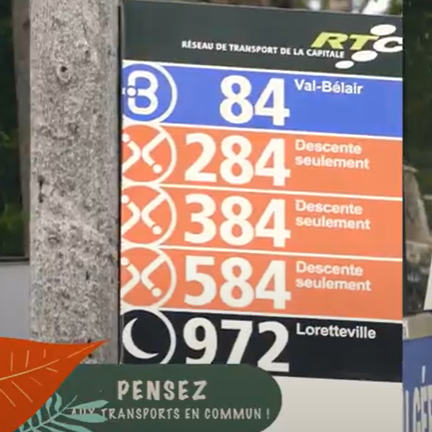 RTC
RÉSEAU DE TRANSPORT DE LA CAPITALE
B 84 Val-Bélair
284 Descente
seulement
384 Descente
seulement
584 Descente
seulement
972 Loretteville
PENSEZ
AUX TRANSPORTS EN COMMUN !